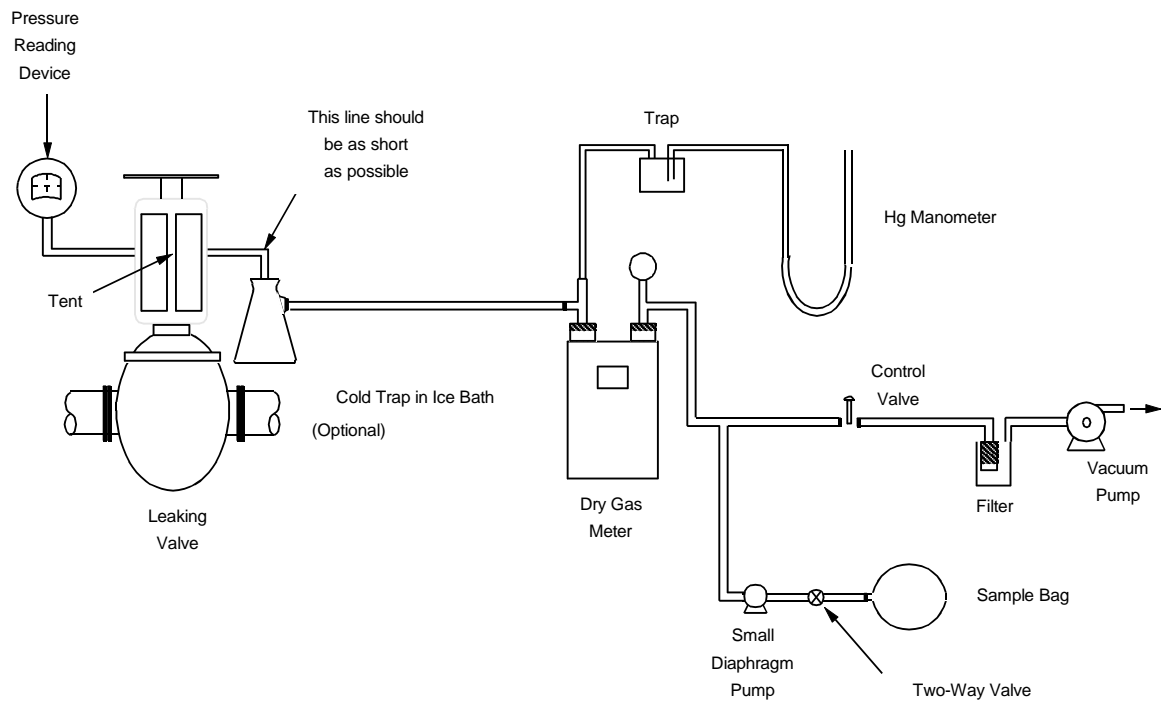 Pressure
Reading
Device
This line should
be as short
as possible
Trap
Hg Manometer
Tent
Control
Valve
Cold Trap in Ice Bath
(Optional)
Vacuum
Pump
Filter
Dry Gas
Meter
Leaking
Valve
Sample Bag
Small
Diaphragm
Pump
Two-Way Valve